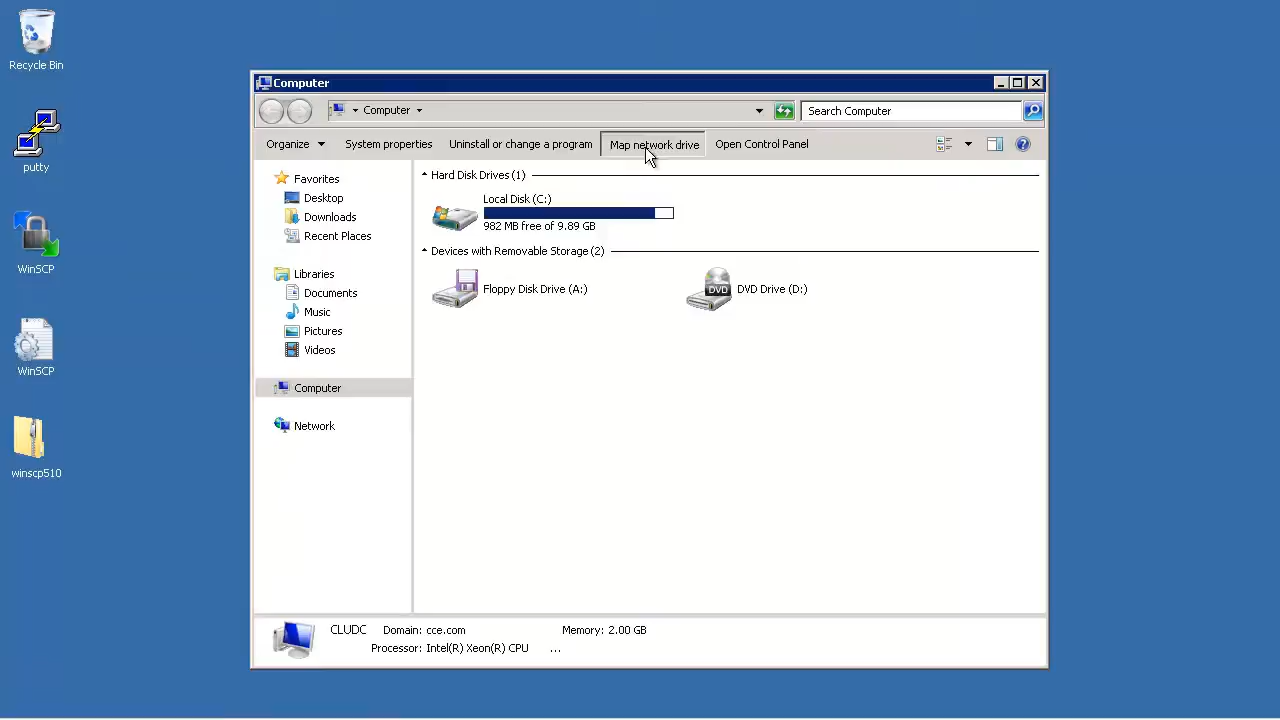 Recycle Bin
putty
WinSCP
WinSCP
winscp510
Computer
Computer
Search Computer
Organize
System properties
Uninstall or change a program
Map network drive
Open Control Panel
Favorites
Desktop
Downloads
Recent Places
Libraries
Documents
Music
Pictures
Videos
Computer
Network
Hard Disk Drives (1)
Local Disk (C:)
982 MB free of 9.89 GB
Devices with Removable Storage (2)
Floppy Disk Drive (A:)
DVD
DVD Drive (D:)
CLUDC Domain: cce.com Memory: 2.00 GB
Processor: Intel(R) Xeon(R) CPU ...